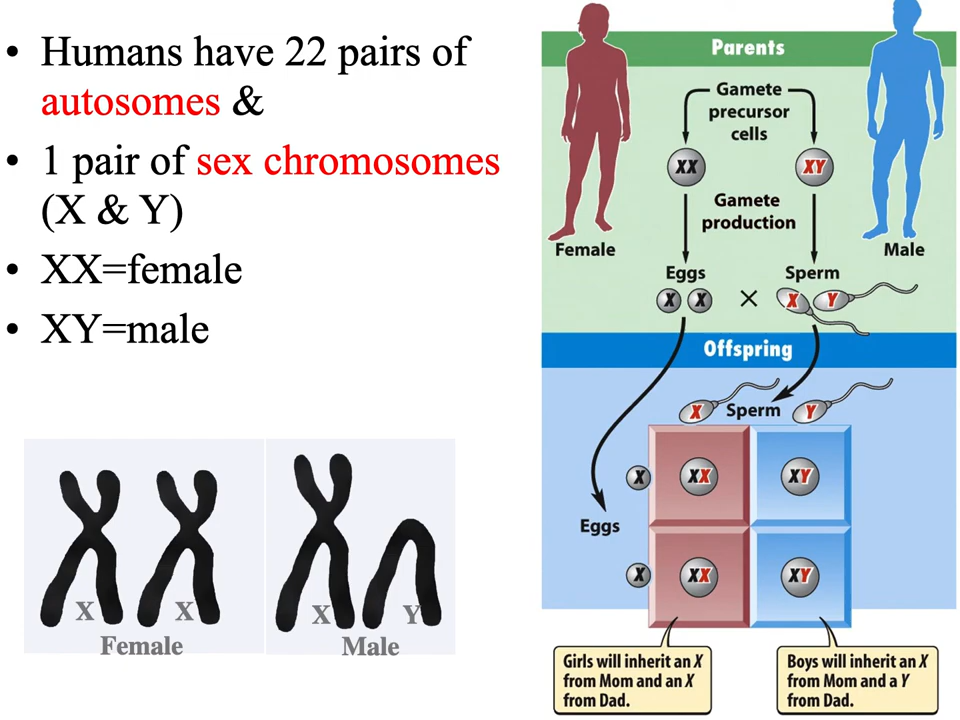 • Humans have 22 pairs of
autosomes &
• 1 pair of sex chromosomes
(X & Y)
• XX=female
• XY=male
X X
Female
X Y
Male
Parents
Gamete
precursor
cells
XX XY
Gamete
production
Female Male
Eggs Sperm
X X × X Y
Offspring
X Sperm Y
X XX XY
Eggs
X XX XY
Girls will inherit an X
from Mom and an X
from Dad.
Boys will inherit an X
from Mom and a Y
from Dad.